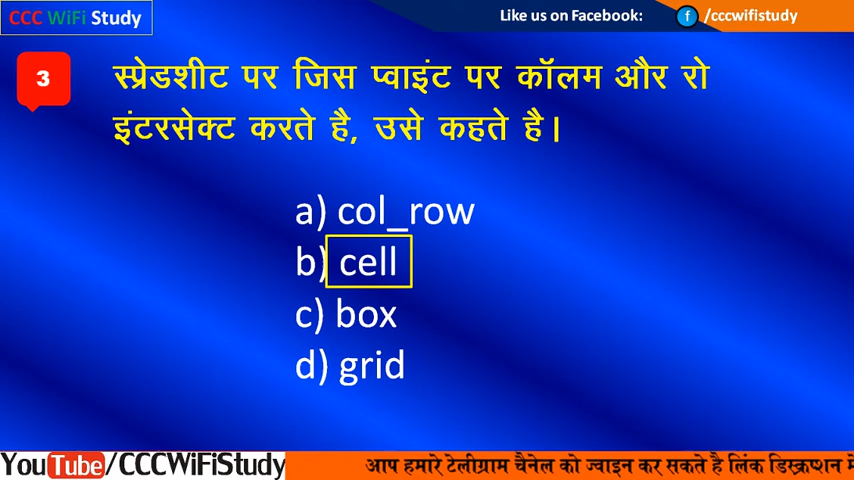 CCC WiFi Study
Like us on Facebook: f /cccwifistudy
3
स्प्रेडशीट पर जिस प्वाइंट पर कॉलम और रो
इंटरसेक्ट करते है, उसे कहते है।
a) col_row
b) cell
c) box
d) grid
YouTube/CCCWiFiStudy
आप हमारे टेलीग्राम चैनेल को ज्वाइन कर सकते है लिंक डिस्क्रप्शन में